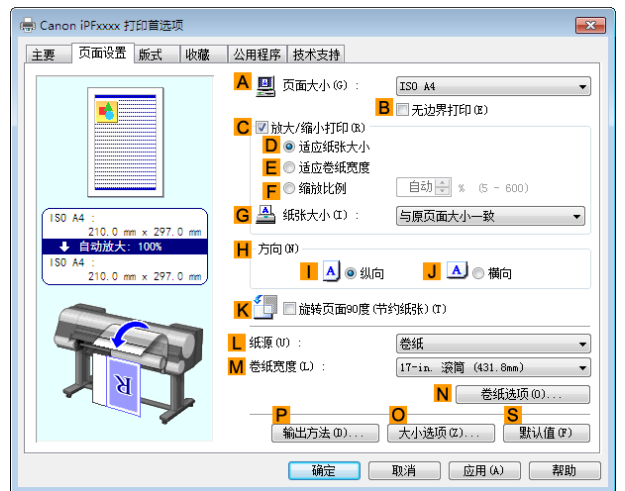 Canon iPFxxxx 打印首选项
主要 页面设置 版式 收藏 公用程序 技术支持
A 页面大小(G) : ISO A4
B 无边界打印(E)
C 放大/缩小打印(R)
D 适应纸张大小
E 适应卷纸宽度
F 缩放比例 自动 % (5 - 600)
G 纸张大小(I) : 与原页面大小一致
ISO A4 :
210.0 mm x 297.0 mm
自动放大: 100%
ISO A4 :
210.0 mm x 297.0 mm
H 方向(N)
I A 纵向 J A 横向
K 旋转页面90度(节约纸张)(T)
L 纸源(U) : 卷纸
M 卷纸宽度(L) : 17-in. 滚筒 (431.8mm)
R
N 卷纸选项(O)...
P O S
输出方法(D)... 大小选项(Z)... 默认值(F)
确定 取消 应用(A) 帮助